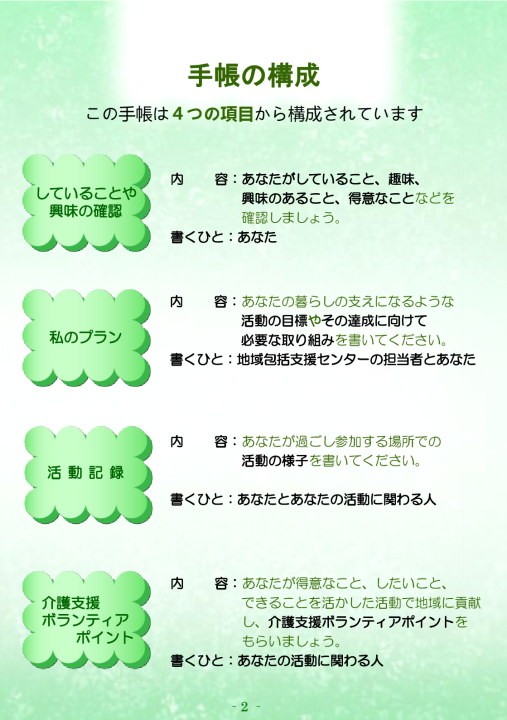 手帳の構成
この手帳は４つの項目から構成されています
していることや
興味の確認
内　　容：あなたがしていること、趣味、
興味のあること、得意なことなどを
確認しましょう。
書くひと：あなた
私のプラン
内　　容：あなたの暮らしの支えになるような
活動の目標やその達成に向けて
必要な取り組みを書いてください。
書くひと：地域包括支援センターの担当者とあなた
活 動 記 録
内　　容：あなたが過ごし参加する場所での
活動の様子を書いてください。
書くひと：あなたとあなたの活動に関わる人
介護支援
ボランティア
ポイント
内　　容：あなたが得意なこと、したいこと、
できることを活かした活動で地域に貢献
し、介護支援ボランティアポイントを
もらいましょう。
書くひと：あなたの活動に関わる人
- 2 -